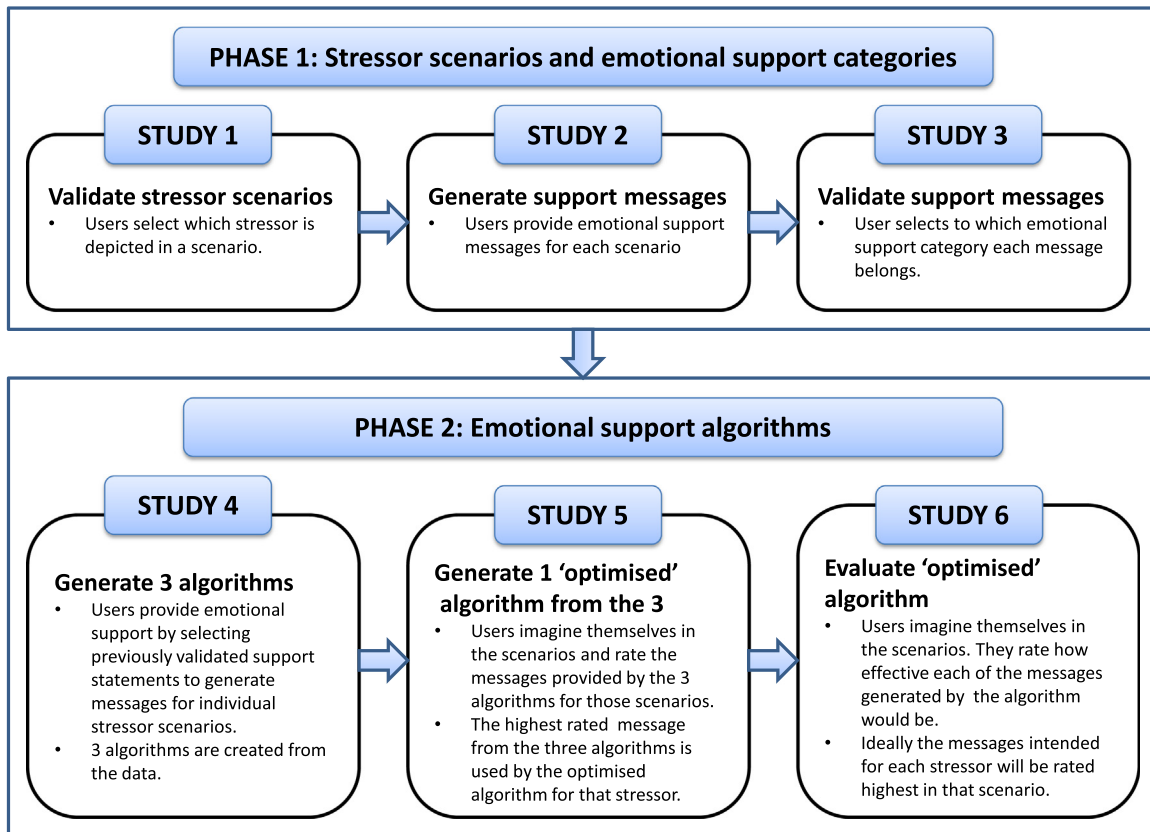 PHASE 1: Stressor scenarios and emotional support categories
STUDY 1
Validate stressor scenarios
• Users select which stressor is
depicted in a scenario.
STUDY 2
Generate support messages
• Users provide emotional support
messages for each scenario
STUDY 3
Validate support messages
• User selects to which emotional
support category each message
belongs.
PHASE 2: Emotional support algorithms
STUDY 4
Generate 3 algorithms
• Users provide emotional
support by selecting
previously validated support
statements to generate
messages for individual
stressor scenarios.
• 3 algorithms are created from
the data.
STUDY 5
Generate 1 ‘optimised’
algorithm from the 3
• Users imagine themselves in
the scenarios and rate the
messages provided by the 3
algorithms for those scenarios.
• The highest rated message
from the three algorithms is
used by the optimised
algorithm for that stressor.
STUDY 6
Evaluate ‘optimised’
algorithm
• Users imagine themselves in
the scenarios. They rate how
effective each of the messages
generated by the algorithm
would be.
• Ideally the messages intended
for each stressor will be rated
highest in that scenario.